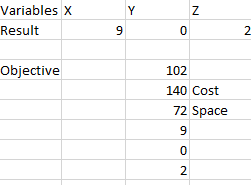 Variables X Y Z
Result 9 0 2
Objective 102
140 Cost
72 Space
9
0
2